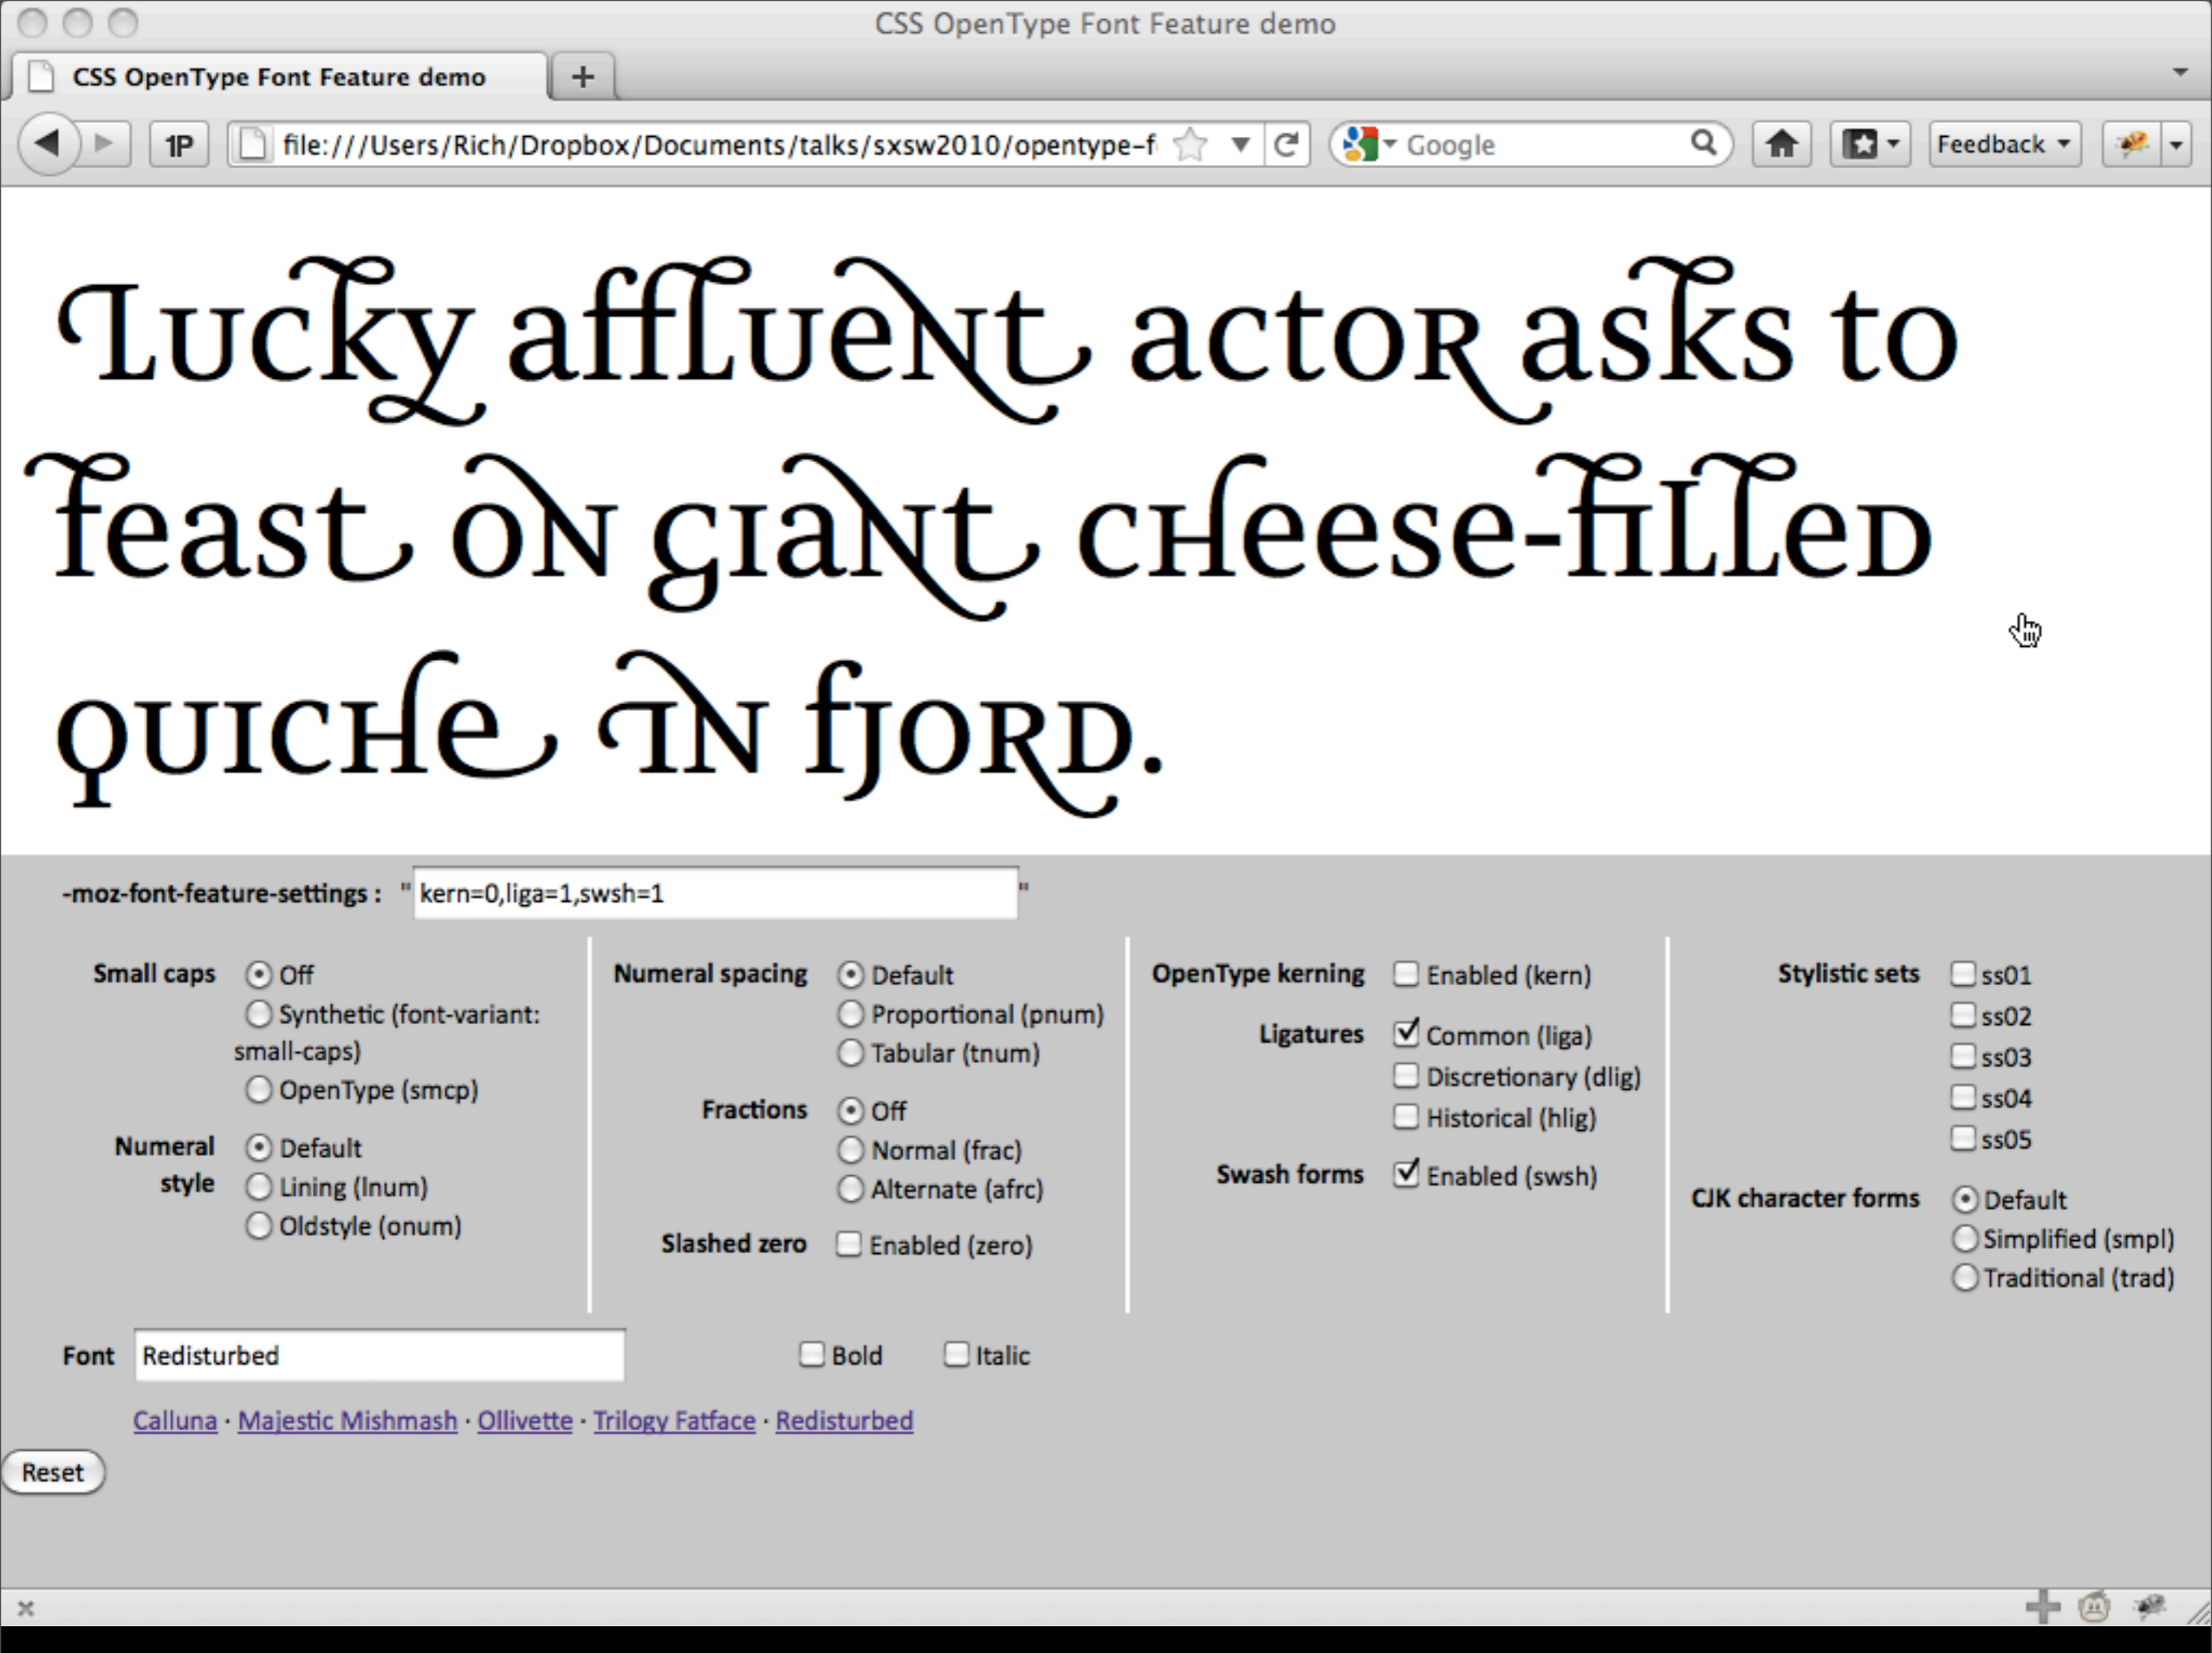 CSS OpenType Font Feature demo
CSS OpenType Font Feature demo
1P
file:///Users/Rich/Dropbox/Documents/talks/sxsw2010/opentype-f
Google
Feedback
Lucky affluent actor asks to
feast on giant cheese-filled
quiche in fjord.
-moz-font-feature-settings : "kern=0,liga=1,swsh=1"
Small caps
Off
Synthetic (font-variant:
small-caps)
OpenType (smcp)
Numeral
style
Default
Lining (lnum)
Oldstyle (onum)
Numeral spacing
Default
Proportional (pnum)
Tabular (tnum)
Fractions
Off
Normal (frac)
Alternate (afrc)
Slashed zero
Enabled (zero)
OpenType kerning
Enabled (kern)
Ligatures
Common (liga)
Discretionary (dlig)
Historical (hlig)
Swash forms
Enabled (swsh)
Stylistic sets
ss01
ss02
ss03
ss04
ss05
CJK character forms
Default
Simplified (smpl)
Traditional (trad)
Font Redisturbed Bold Italic
Calluna · Majestic Mishmash · Ollivette · Trilogy Fatface · Redisturbed
Reset